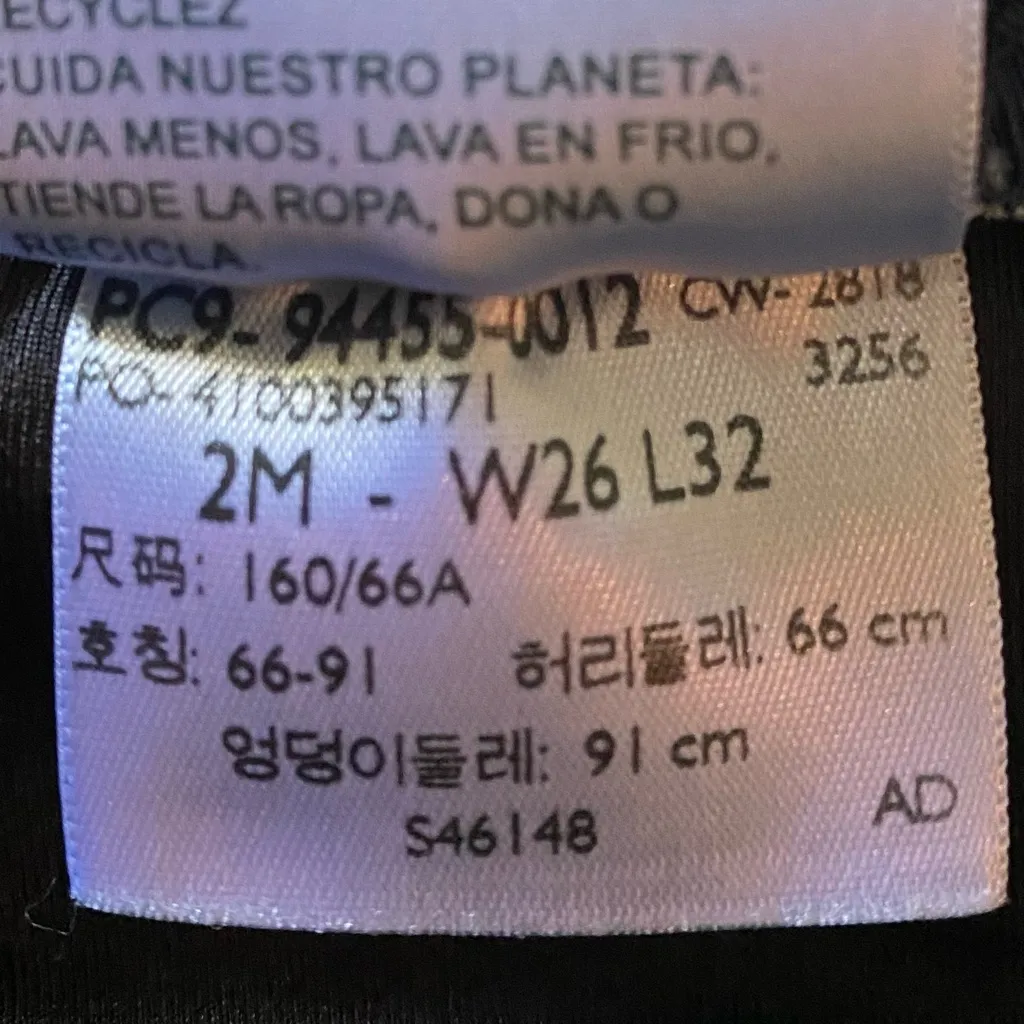 RECYCLEZ
CUIDA NUESTRO PLANETA:
LAVA MENOS, LAVA EN FRIO,
TIENDE LA ROPA, DONA O
RECICLA.
PC9- 94455-0012 CW- 2818
PO- 4100395171 3256
2M - W26 L32
尺码: 160/66A
호칭: 66-91 허리둘레: 66 cm
엉덩이둘레: 91 cm
S46148 AD